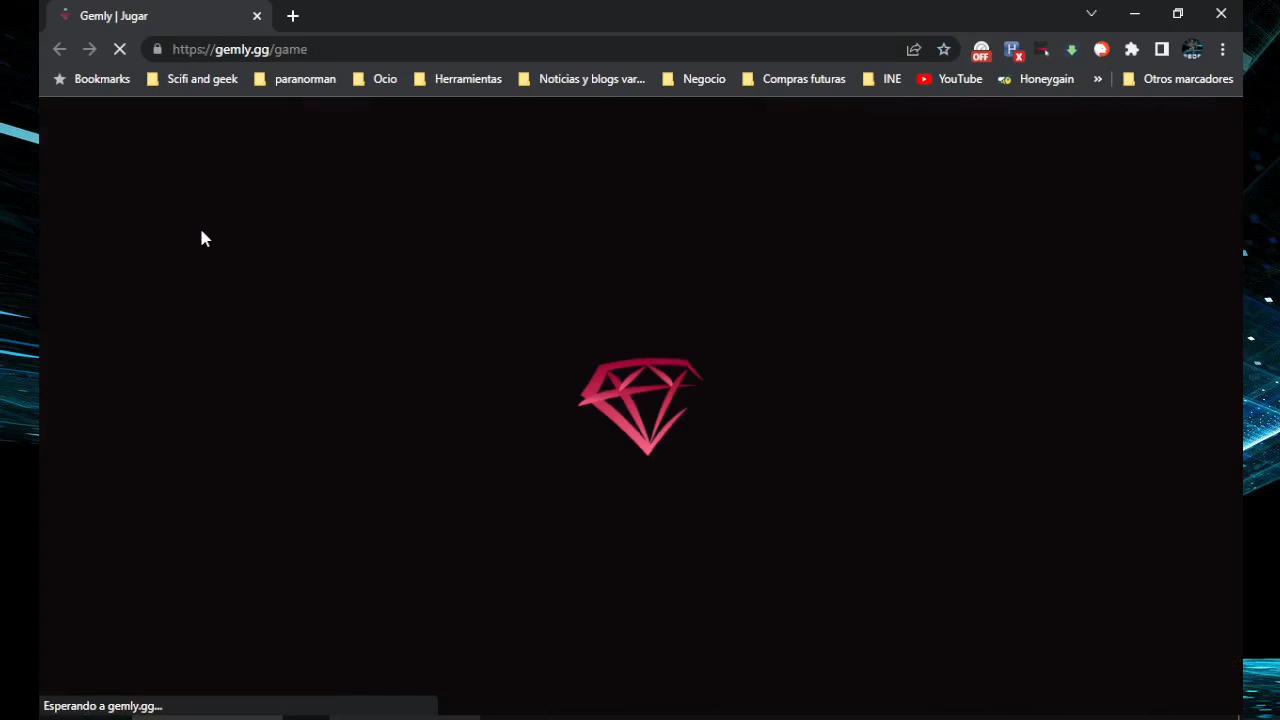 Gemly | Jugar
https://gemly.gg/game
OFF
H
X
Bookmarks
Scifi and geek
paranorman
Ocio
Herramientas
Noticias y blogs var...
Negocio
Compras futuras
INE
YouTube
Honeygain
»
Otros marcadores
Esperando a gemly.gg...